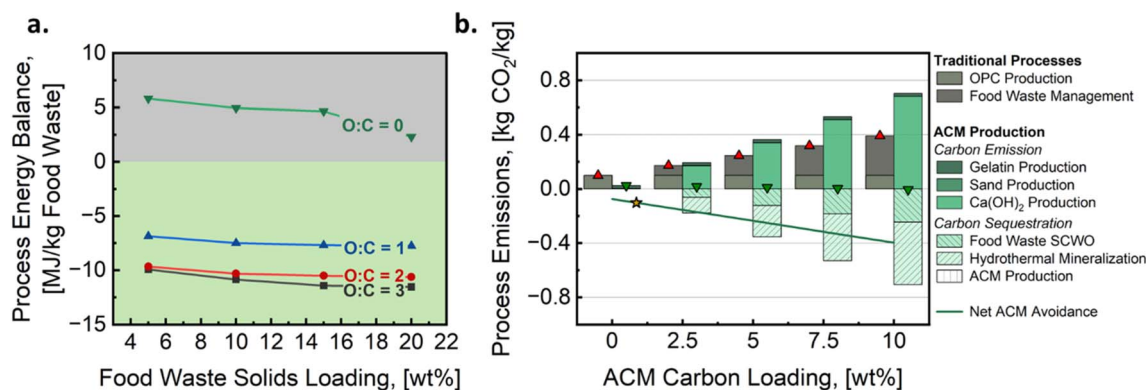 a.
Process Energy Balance,
[MJ/kg Food Waste]
10
5
0
−5
−10
−15
O:C = 0
O:C = 1
O:C = 2
O:C = 3
4 6 8 10 12 14 16 18 20 22
Food Waste Solids Loading, [wt%]
b.
Process Emissions, [kg CO₂/kg]
0.8
0.4
0.0
−0.4
−0.8
0 2.5 5 7.5 10
ACM Carbon Loading, [wt%]
Traditional Processes
OPC Production
Food Waste Management
ACM Production
Carbon Emission
Gelatin Production
Sand Production
Ca(OH)₂ Production
Carbon Sequestration
Food Waste SCWO
Hydrothermal Mineralization
ACM Production
Net ACM Avoidance